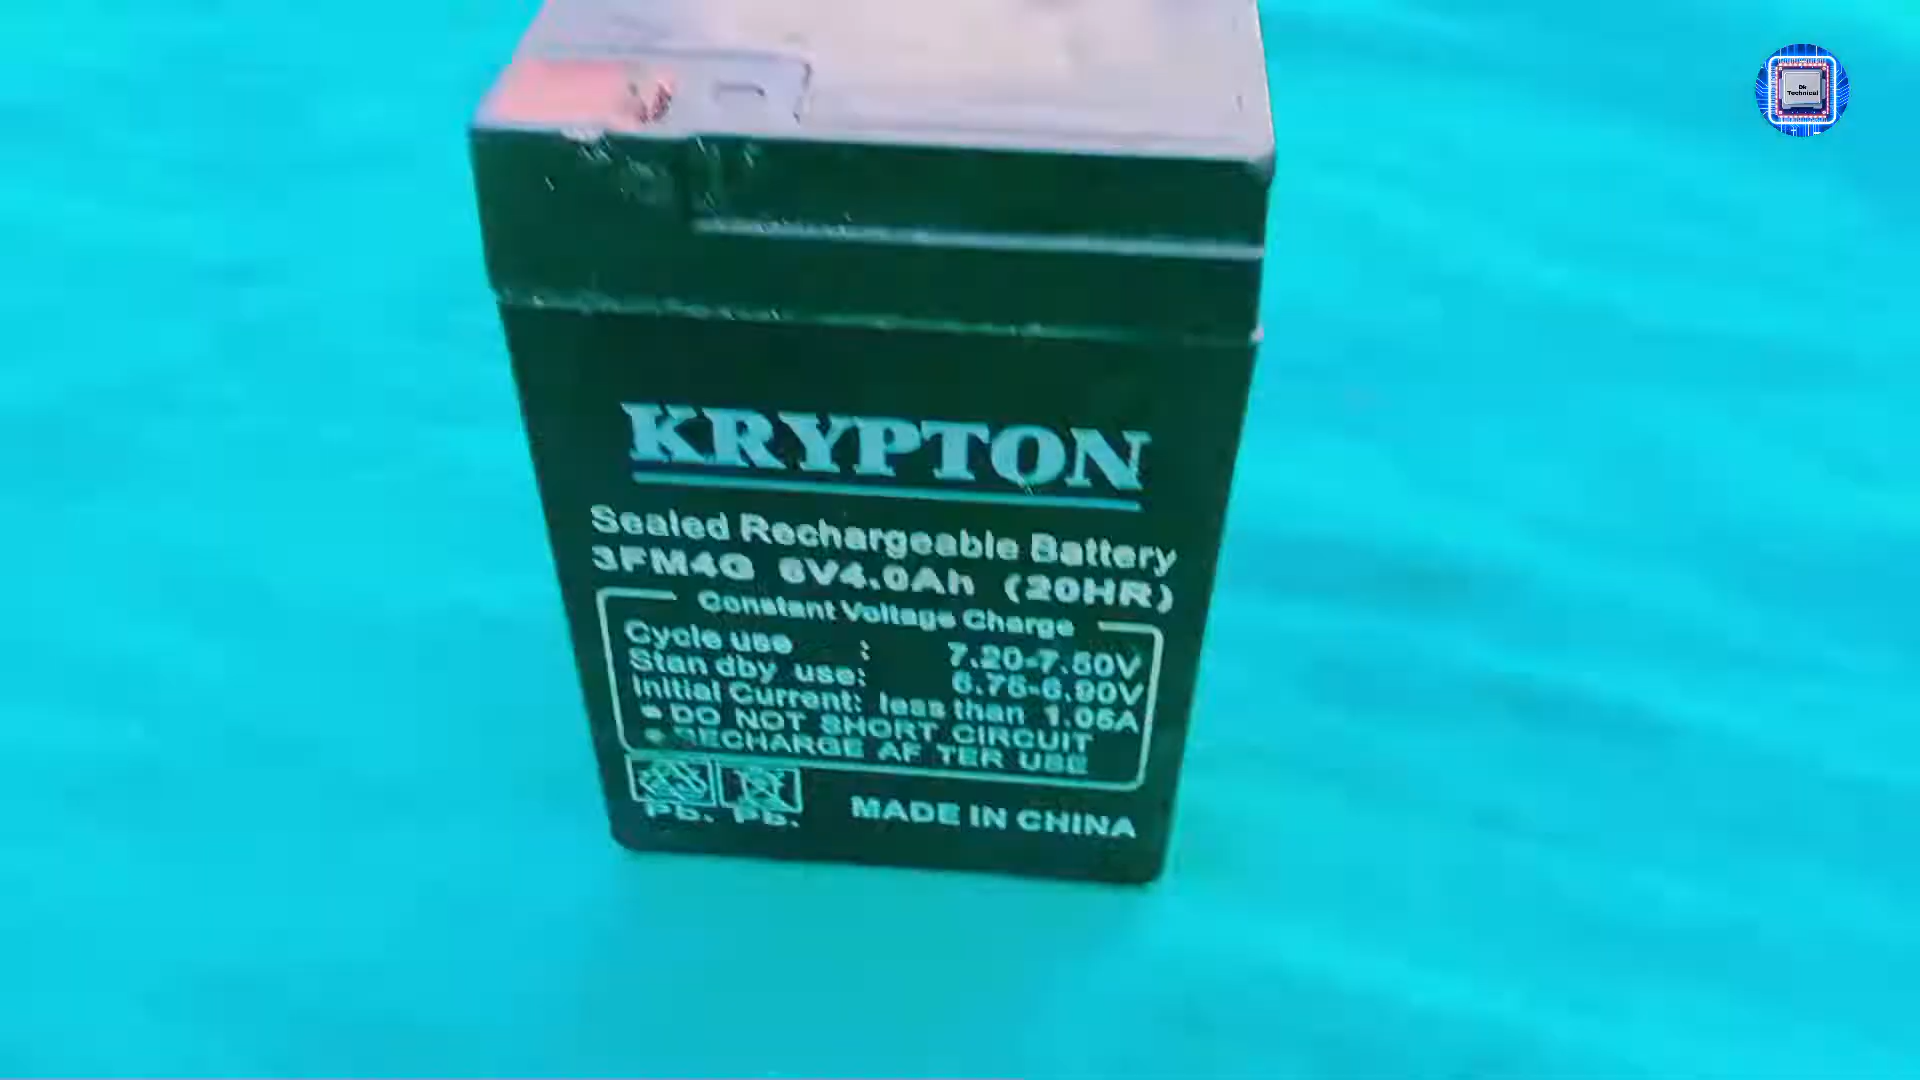 Dk
Technical
KRYPTON
Sealed Rechargeable Battery
3FM4G 6V4.0Ah (20HR)
Constant Voltage Charge
Cycle use : 7.20-7.50V
Stan dby use: 6.75-6.90V
Initial Current: less than 1.05A
DO NOT SHORT CIRCUIT
RECHARGE AF TER USE
Pb. Pb.
MADE IN CHINA